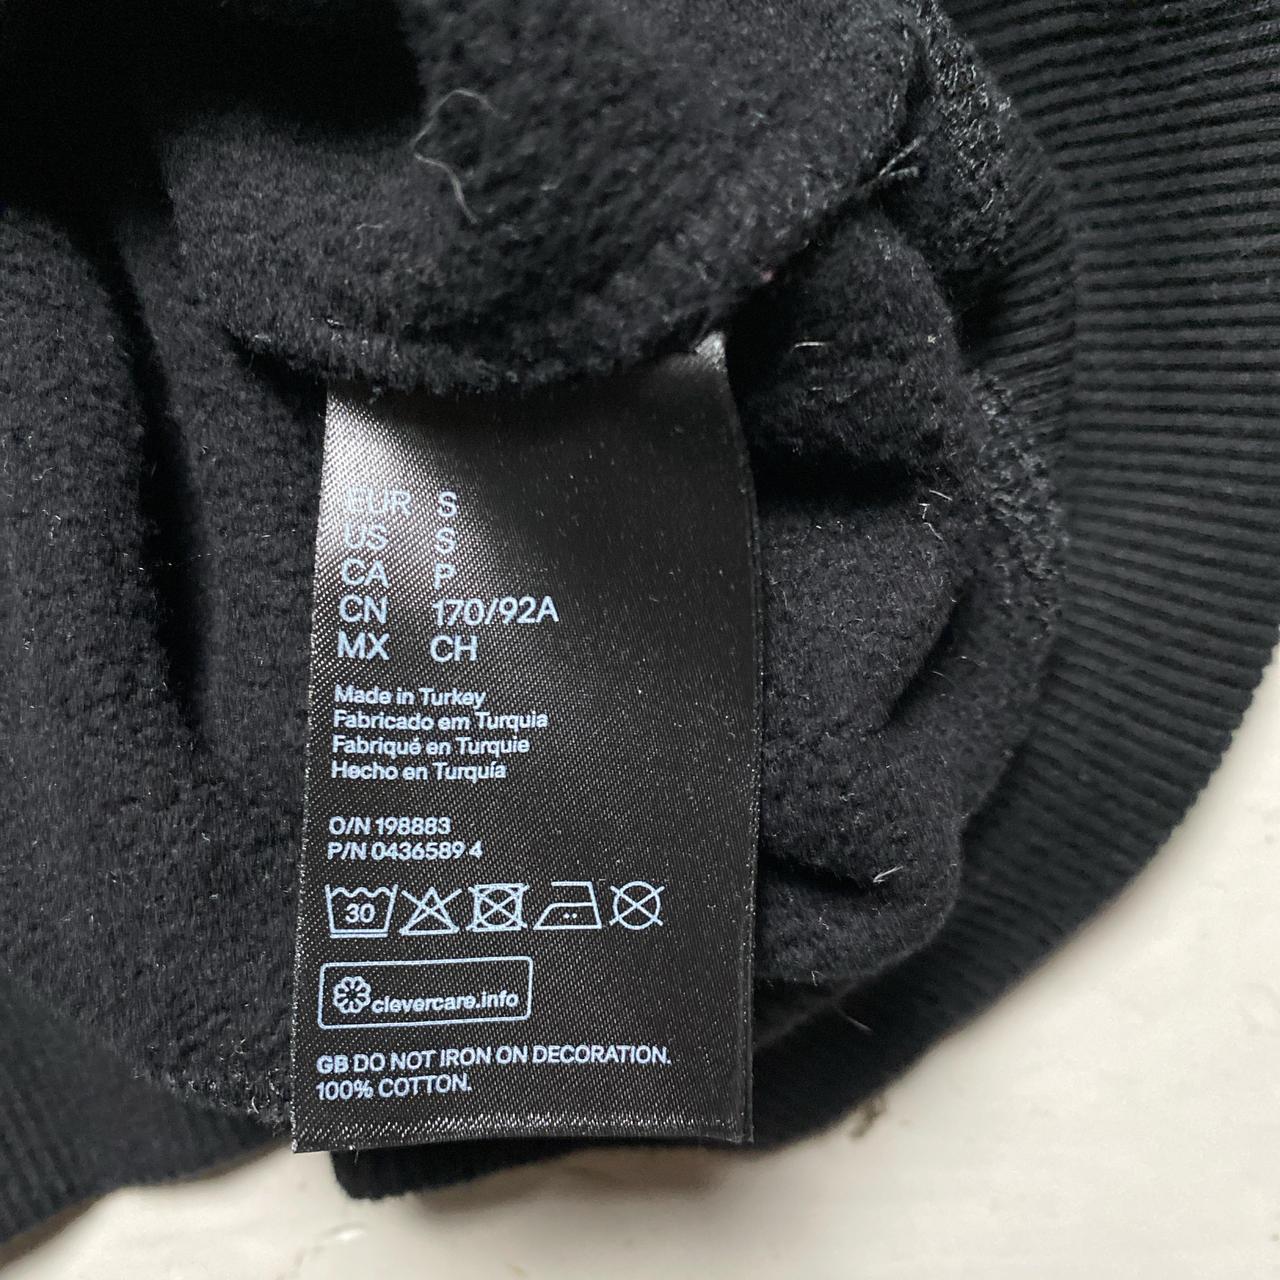 EUR S
US S
CA P
CN 170/92A
MX CH
Made in Turkey
Fabricado em Turquia
Fabriqué en Turquie
Hecho en Turquía
O/N 198883
P/N 0436589 4
30
clevercare.info
GB DO NOT IRON ON DECORATION.
100% COTTON.